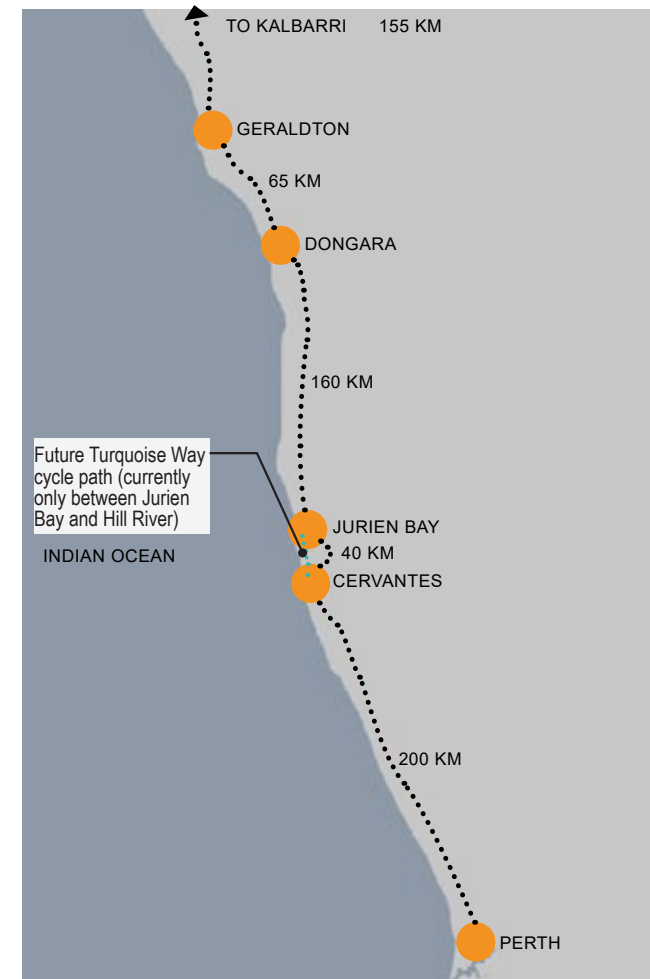 TO KALBARRI 155 KM
GERALDTON
65 KM
DONGARA
160 KM
Future Turquoise Way
cycle path (currently
only between Jurien
Bay and Hill River)
JURIEN BAY
INDIAN OCEAN
40 KM
CERVANTES
200 KM
PERTH